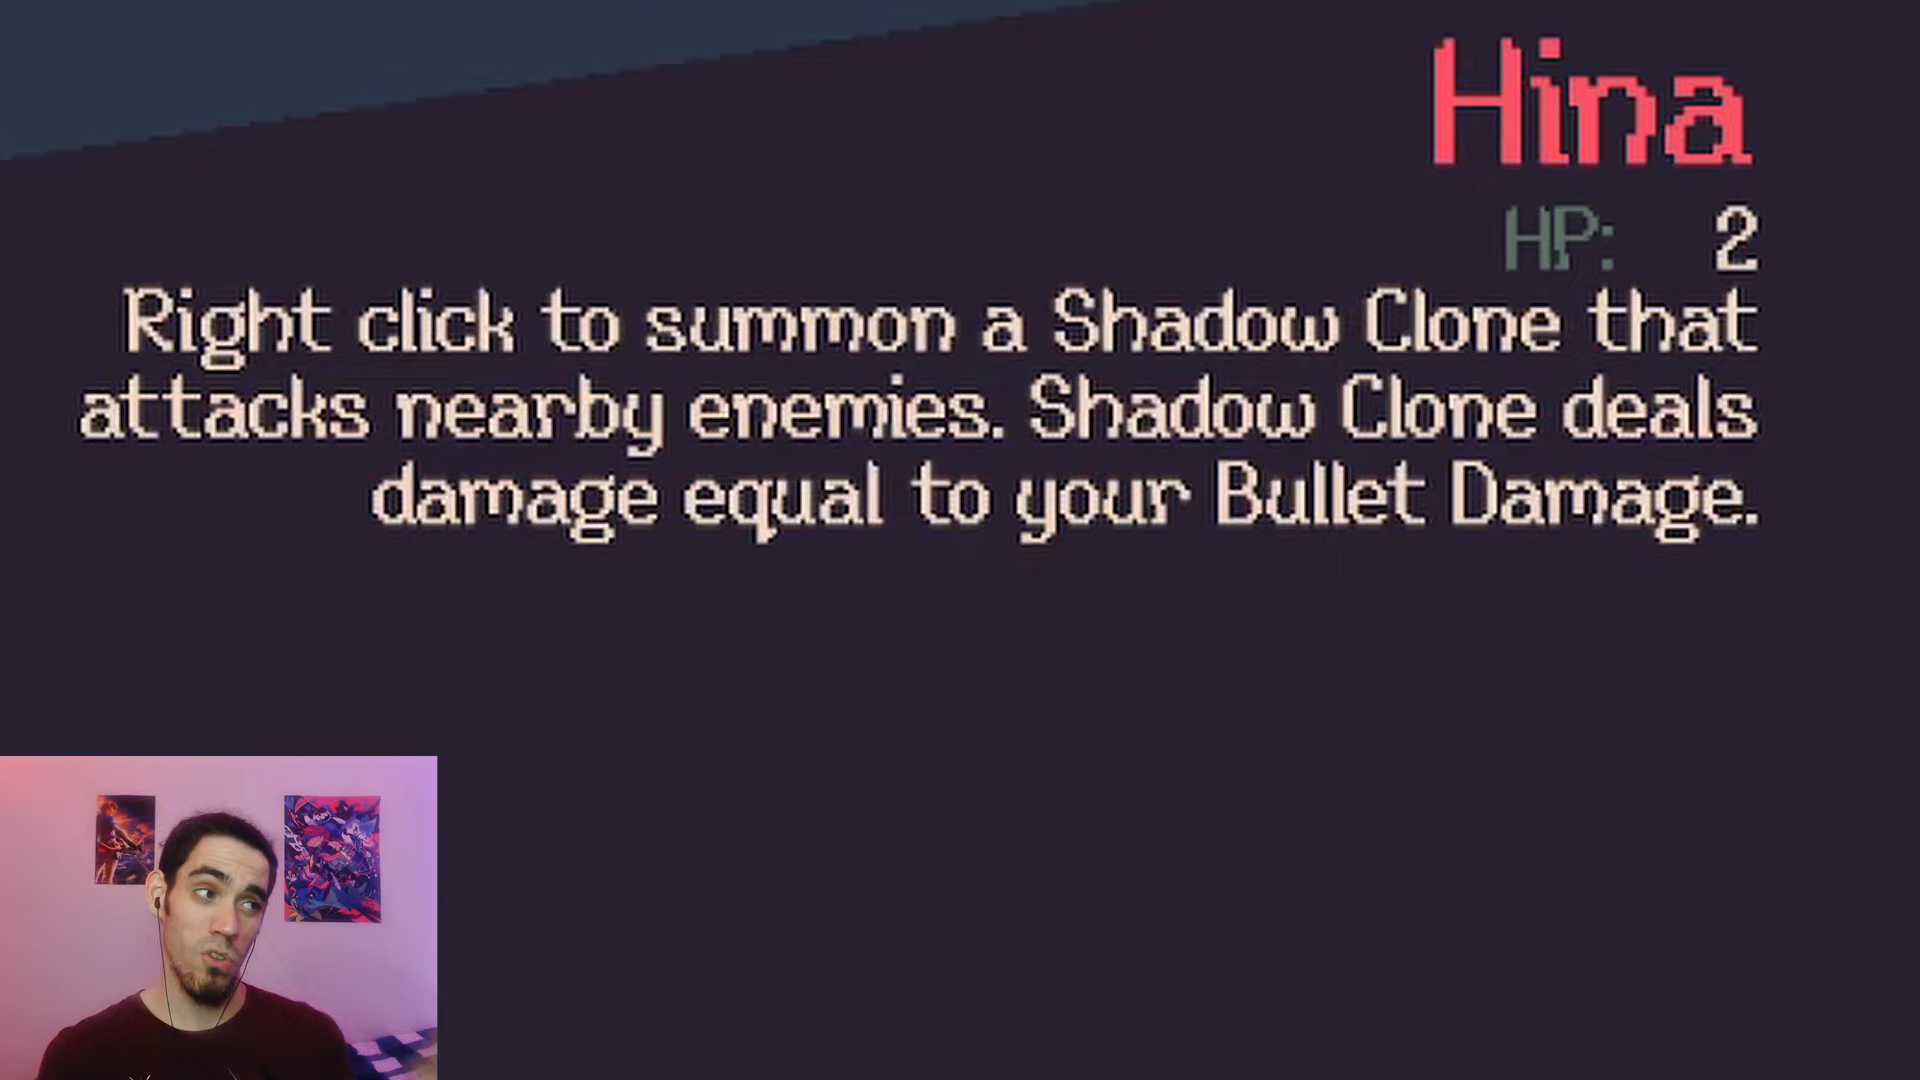 Hina
HP: 2
Right click to summon a Shadow Clone that
attacks nearby enemies. Shadow Clone deals
damage equal to your Bullet Damage.